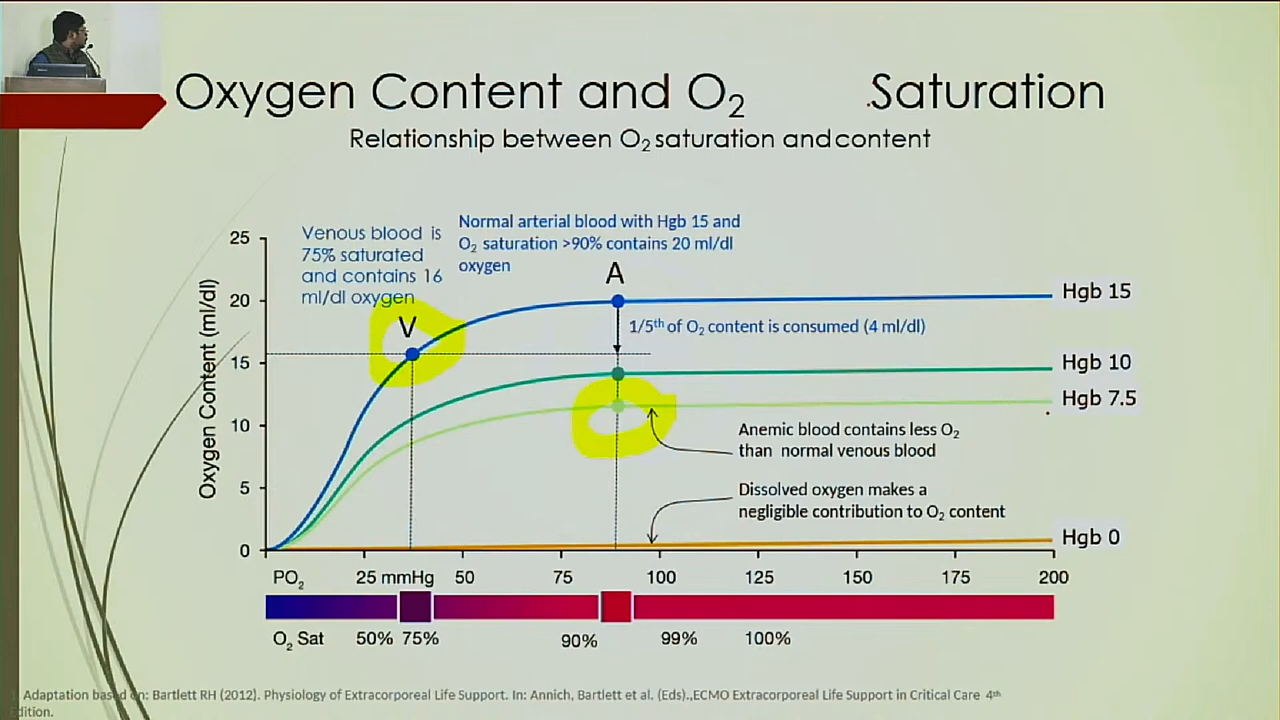 Oxygen Content and O2 Saturation
Relationship between O2 saturation and content
Venous blood is
75% saturated
and contains 16
ml/dl oxygen
Normal arterial blood with Hgb 15 and
O2 saturation >90% contains 20 ml/dl
oxygen
A
V
25
20
15
10
5
0
Oxygen Content (ml/dl)
Hgb 15
1/5th of O2 content is consumed (4 ml/dl)
Hgb 10
Hgb 7.5
Anemic blood contains less O2
than normal venous blood
Dissolved oxygen makes a
negligible contribution to O2 content
Hgb 0
PO2 25 mmHg 50 75 100 125 150 175 200
O2 Sat 50% 75% 90% 99% 100%
Adaptation based on: Bartlett RH (2012). Physiology of Extracorporeal Life Support. In: Annich, Bartlett et al. (Eds).,ECMO Extracorporeal Life Support in Critical Care 4th
Edition.